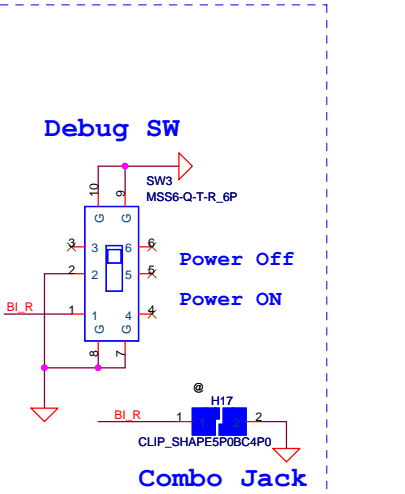 Debug SW
SW3
MSS6-Q-T-R_6P
10
9
G
G
3
3
6
6
Power Off
2
2
5
5
Power ON
BI_R
1
1
4
4
G
G
8
7
@
H17
BI_R
1
1
2
2
CLIP_SHAPE5P0BC4P0
Combo Jack